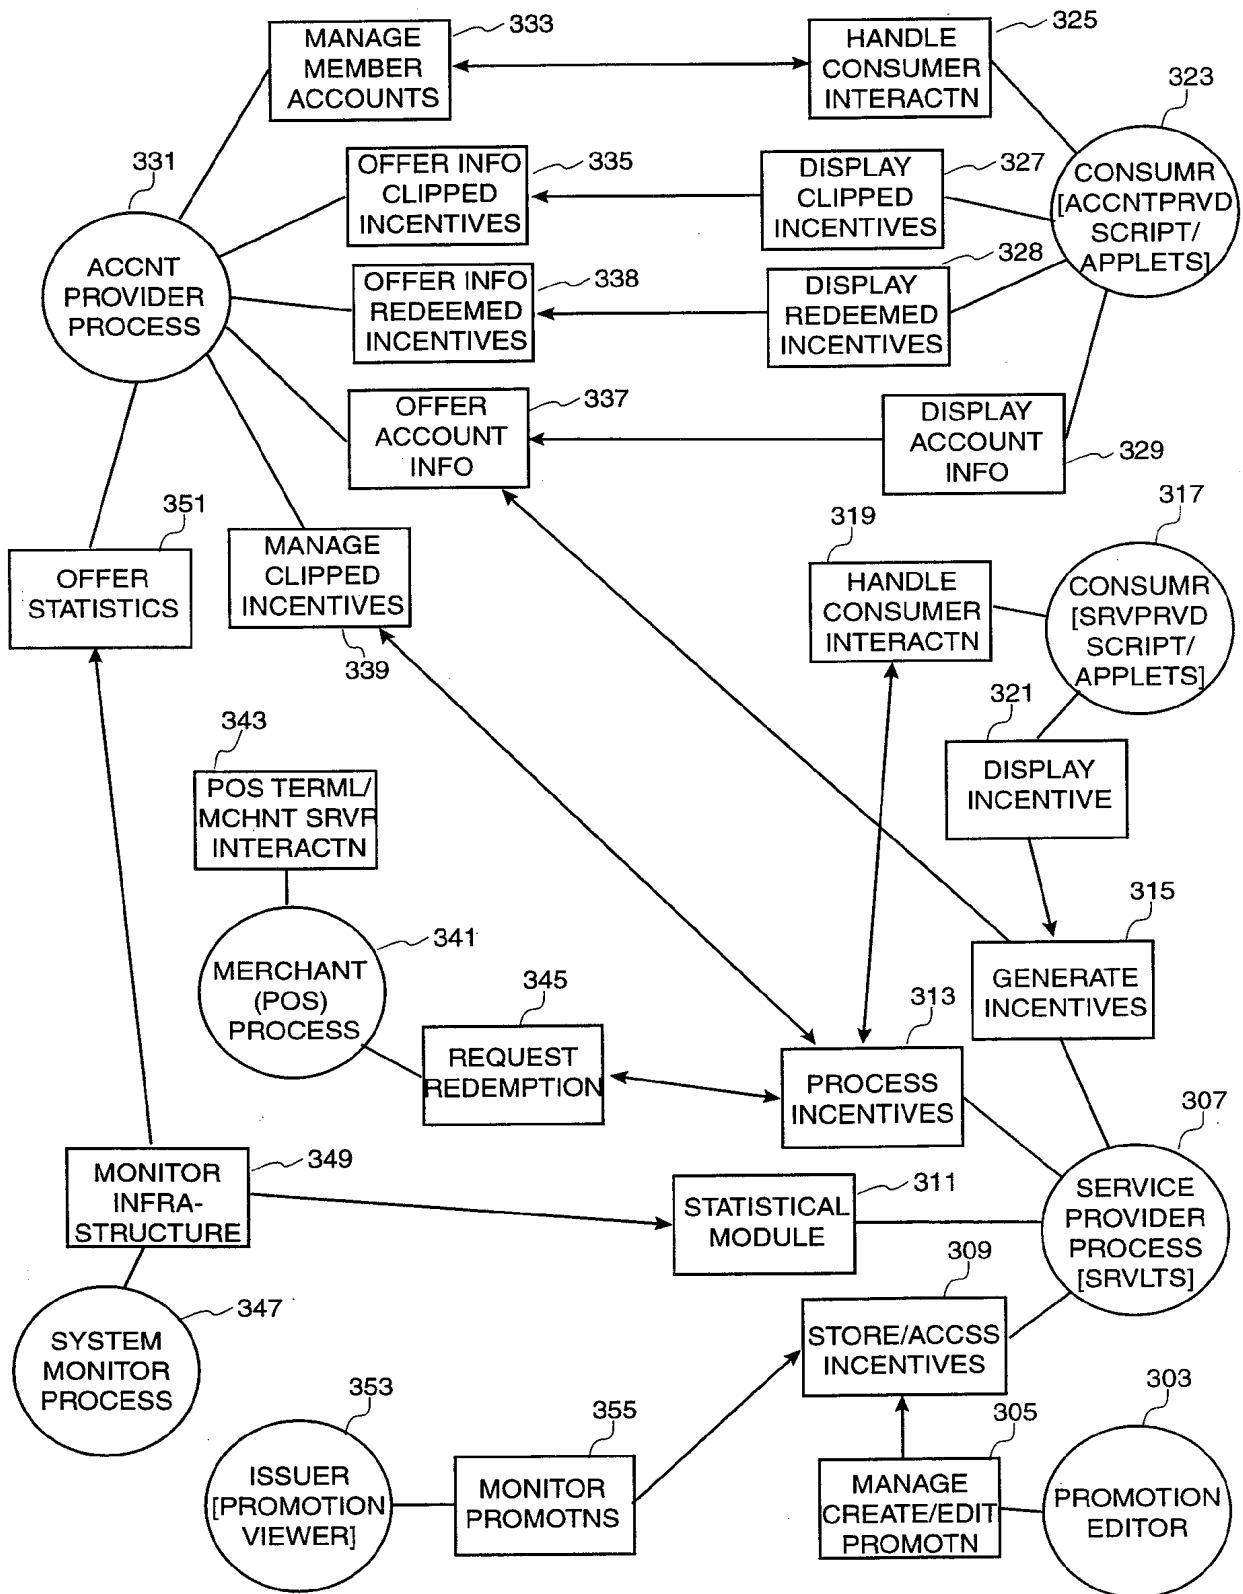 MANAGE
MEMBER
ACCOUNTS
333
HANDLE
CONSUMER
INTERACTN
325
323
CONSUMR
[ACCNTPRVD
SCRIPT/
APPLETS]
331
ACCNT
PROVIDER
PROCESS
OFFER INFO
CLIPPED
INCENTIVES
335
DISPLAY
CLIPPED
INCENTIVES
327
OFFER INFO
REDEEMED
INCENTIVES
338
DISPLAY
REDEEMED
INCENTIVES
328
OFFER
ACCOUNT
INFO
337
DISPLAY
ACCOUNT
INFO
329
351
OFFER
STATISTICS
MANAGE
CLIPPED
INCENTIVES
339
319
HANDLE
CONSUMER
INTERACTN
317
CONSUMR
[SRVPRVD
SCRIPT/
APPLETS]
321
DISPLAY
INCENTIVE
343
POS TERML/
MCHNT SRVR
INTERACTN
341
MERCHANT
(POS)
PROCESS
345
REQUEST
REDEMPTION
313
PROCESS
INCENTIVES
315
GENERATE
INCENTIVES
307
SERVICE
PROVIDER
PROCESS
[SRVLTS]
MONITOR
INFRA-
STRUCTURE
349
STATISTICAL
MODULE
311
309
STORE/ACCSS
INCENTIVES
347
SYSTEM
MONITOR
PROCESS
353
ISSUER
[PROMOTION
VIEWER]
355
MONITOR
PROMOTNS
305
MANAGE
CREATE/EDIT
PROMOTN
303
PROMOTION
EDITOR